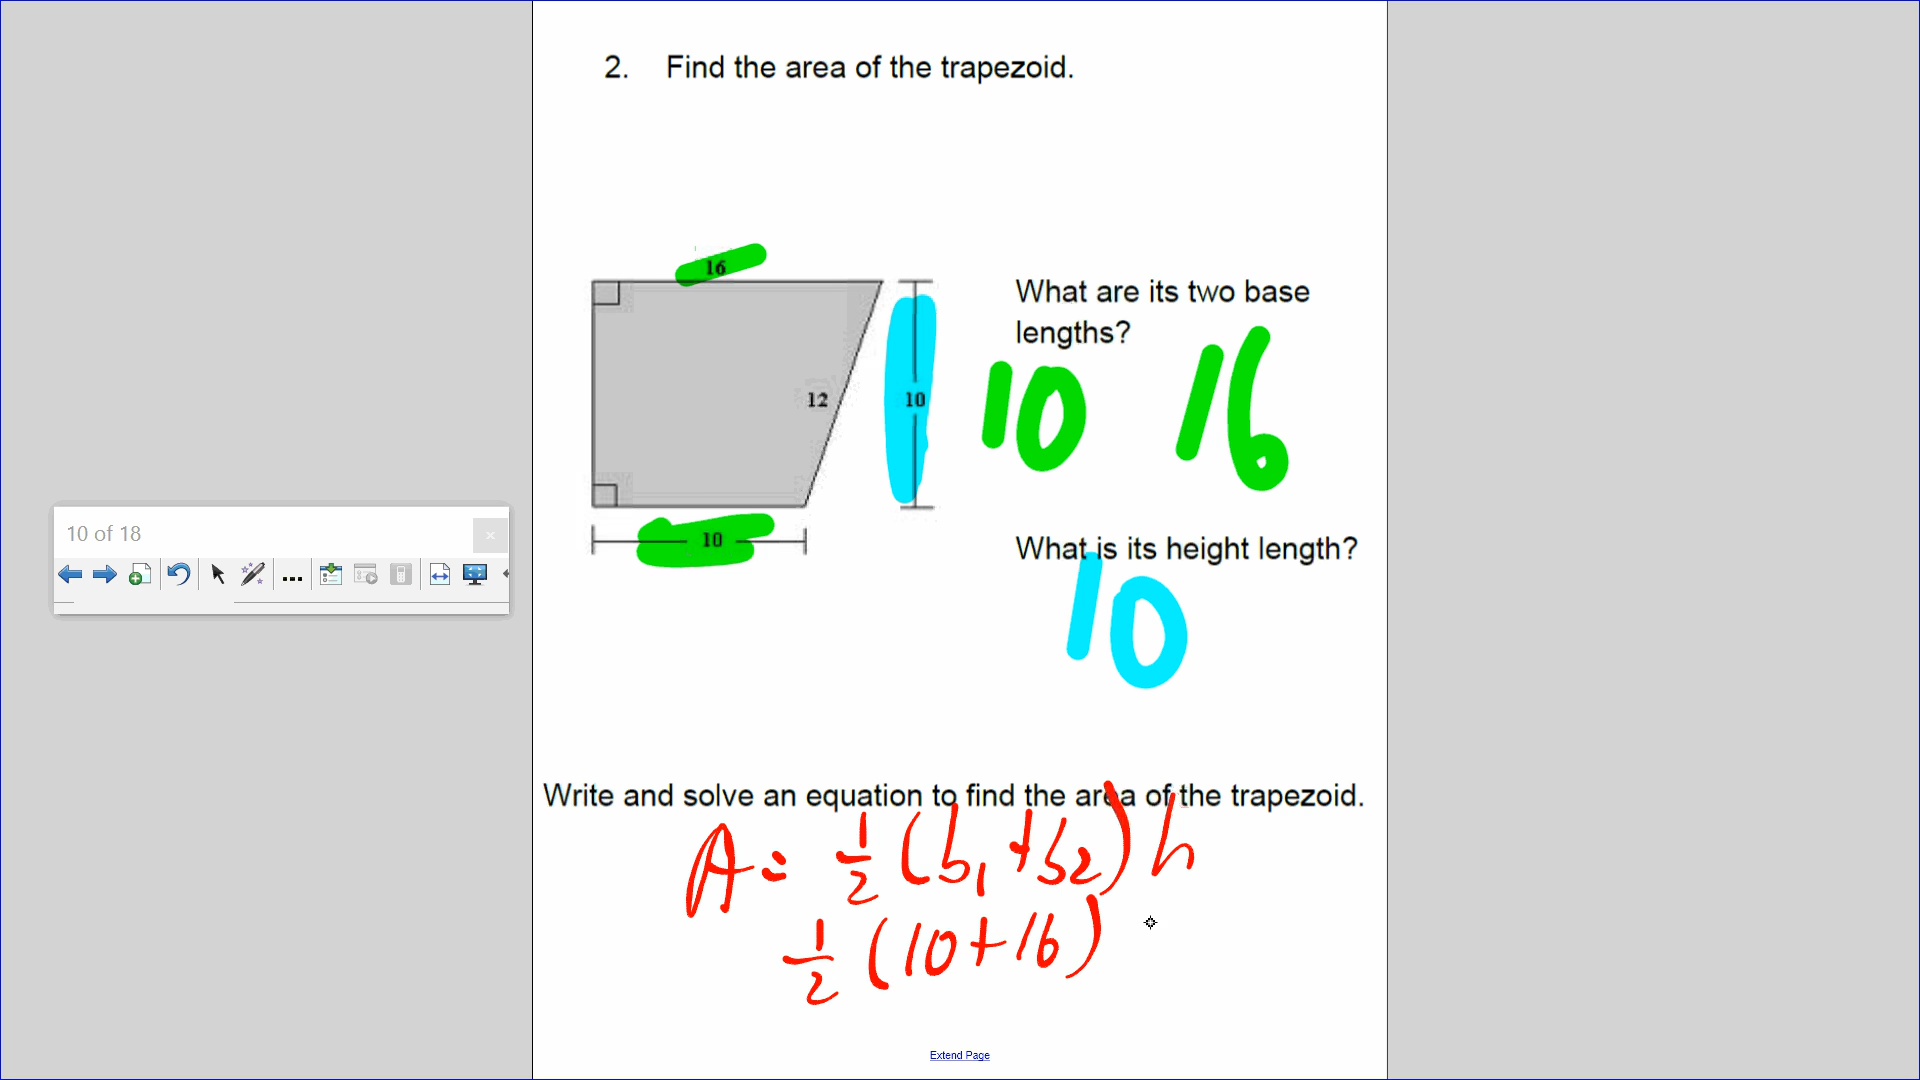 2. Find the area of the trapezoid.
16
12
10
10
What are its two base
lengths?
10 16
What is its height length?
10
10 of 18
Write and solve an equation to find the area of the trapezoid.
A = 1/2 (b1 + b2) h
1/2 (10 + 16)
Extend Page